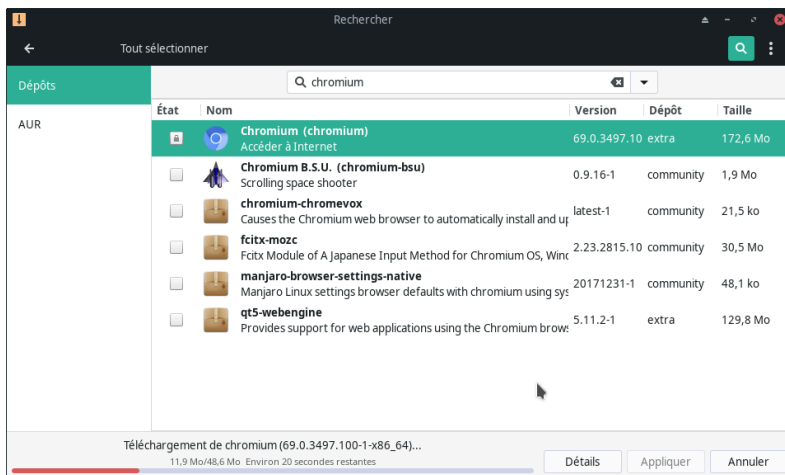 Rechercher
Tout sélectionner
Dépôts
AUR
chromium
État Nom Version Dépôt Taille
Chromium (chromium)
Accéder à Internet
69.0.3497.10 extra 172,6 Mo
Chromium B.S.U. (chromium-bsu)
Scrolling space shooter
0.9.16-1 community 1,9 Mo
chromium-chromevox
Causes the Chromium web browser to automatically install and up
latest-1 community 21,5 ko
fcitx-mozc
Fcitx Module of A Japanese Input Method for Chromium OS, Wind
2.23.2815.10 community 30,5 Mo
manjaro-browser-settings-native
Manjaro Linux settings browser defaults with chromium using sys
20171231-1 community 48,1 ko
qt5-webengine
Provides support for web applications using the Chromium brows
5.11.2-1 extra 129,8 Mo
Téléchargement de chromium (69.0.3497.100-1-x86_64)...
11,9 Mo/48,6 Mo Environ 20 secondes restantes
Détails Appliquer Annuler